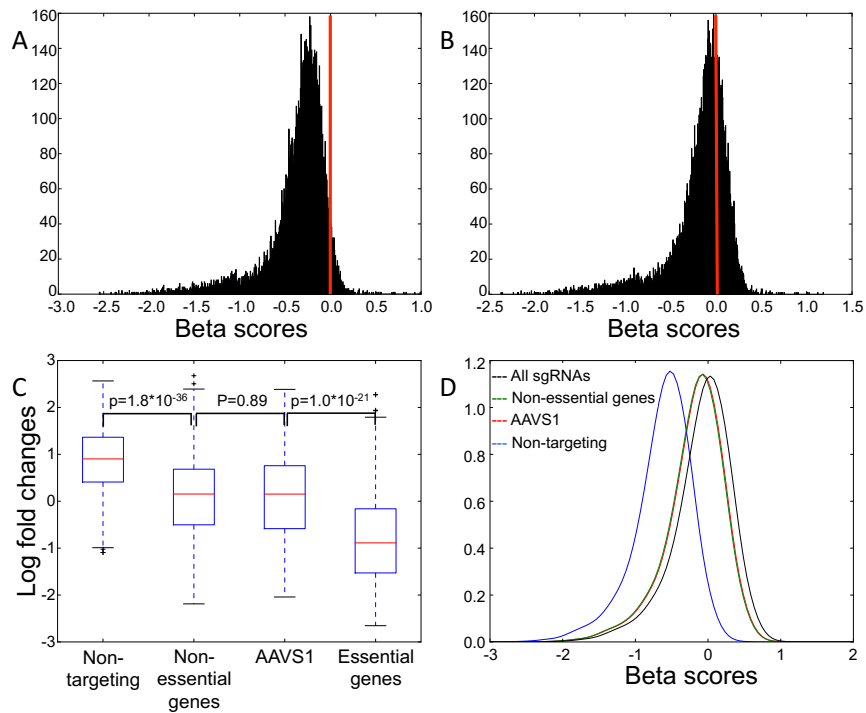 A
160
140
120
100
80
60
40
20
0
-3.0 -2.5 -2.0 -1.5 -1.0 -0.5 0.0 0.5 1.0
Beta scores
B
160
140
120
100
80
60
40
20
0
-2.5 -2.0 -1.5 -1.0 -0.5 0.0 0.5 1.0 1.5
Beta scores
C
Log fold changes
3
2
1
0
-1
-2
-3
p=1.8*10-36
P=0.89
p=1.0*10-21
Non-
targeting
Non-
essential
genes
AAVS1
Essential
genes
D
1.2
1.0
0.8
0.6
0.4
0.2
0.0
All sgRNAs
Non-essential genes
AAVS1
Non-targeting
-3 -2 -1 0 1 2
Beta scores